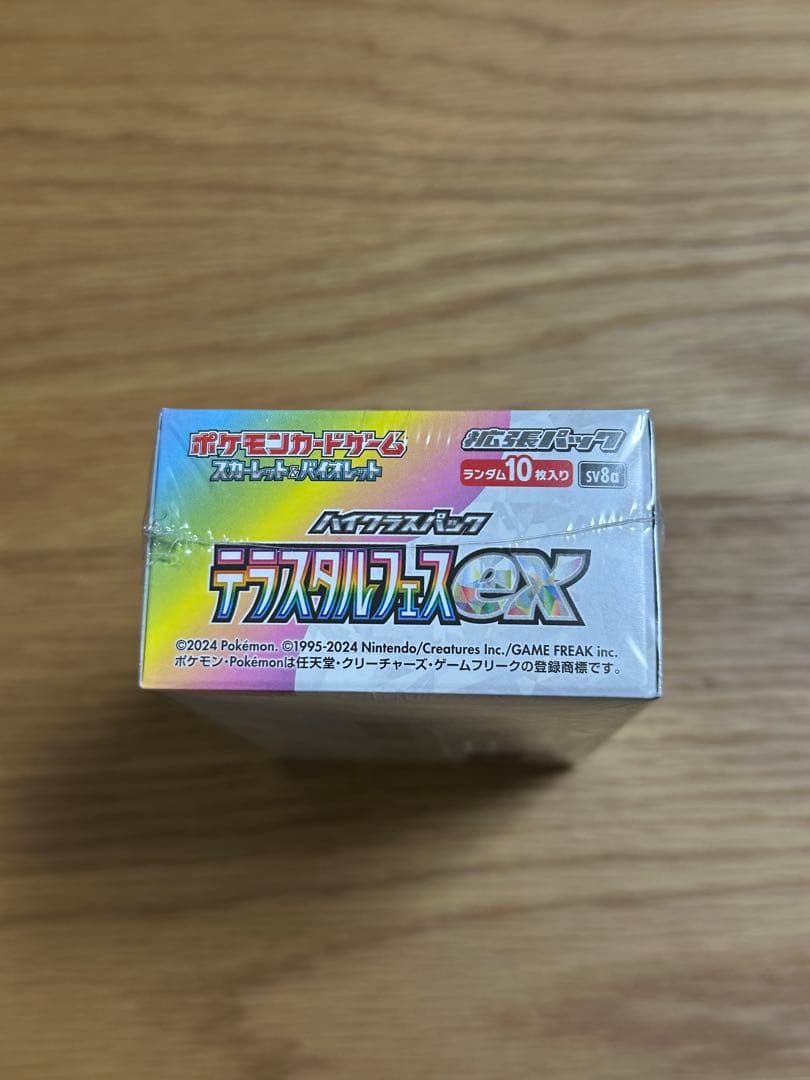 ポケモンカードゲーム
スカーレット&バイオレット
拡張パック
ランダム10枚入り
sv8a
ハイクラスパック
テラスタルフェスex
©2024 Pokémon. ©1995-2024 Nintendo/Creatures Inc./GAME FREAK inc.
ポケモン・Pokémonは任天堂・クリーチャーズ・ゲームフリークの登録商標です。